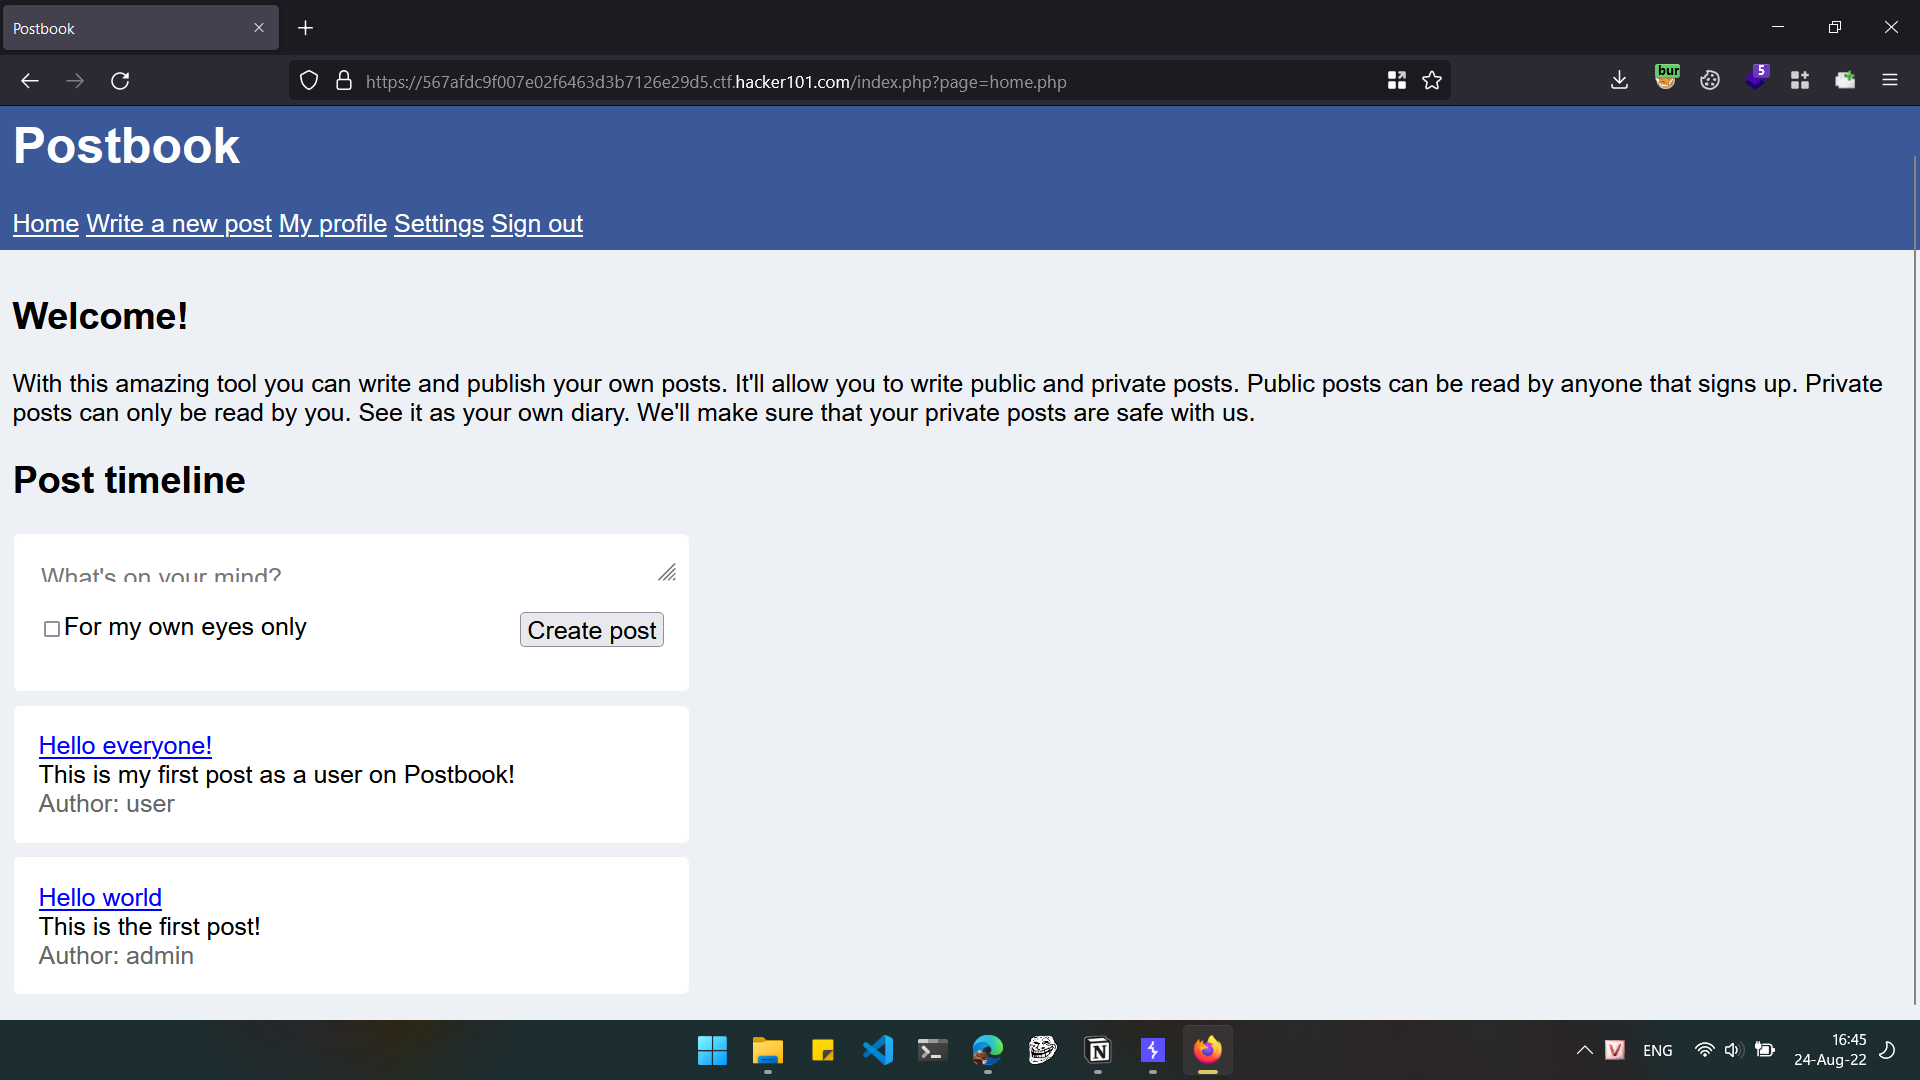 Postbook
bur
5
https://567afdc9f007e02f6463d3b7126e29d5.ctf.hacker101.com/index.php?page=home.php
Postbook
Home Write a new post My profile Settings Sign out
Welcome!
With this amazing tool you can write and publish your own posts. It'll allow you to write public and private posts. Public posts can be read by anyone that signs up. Private
posts can only be read by you. See it as your own diary. We'll make sure that your private posts are safe with us.
Post timeline
What's on your mind?
For my own eyes only
Create post
Hello everyone!
This is my first post as a user on Postbook!
Author: user
Hello world
This is the first post!
Author: admin
N
V
ENG
16:45
24-Aug-22